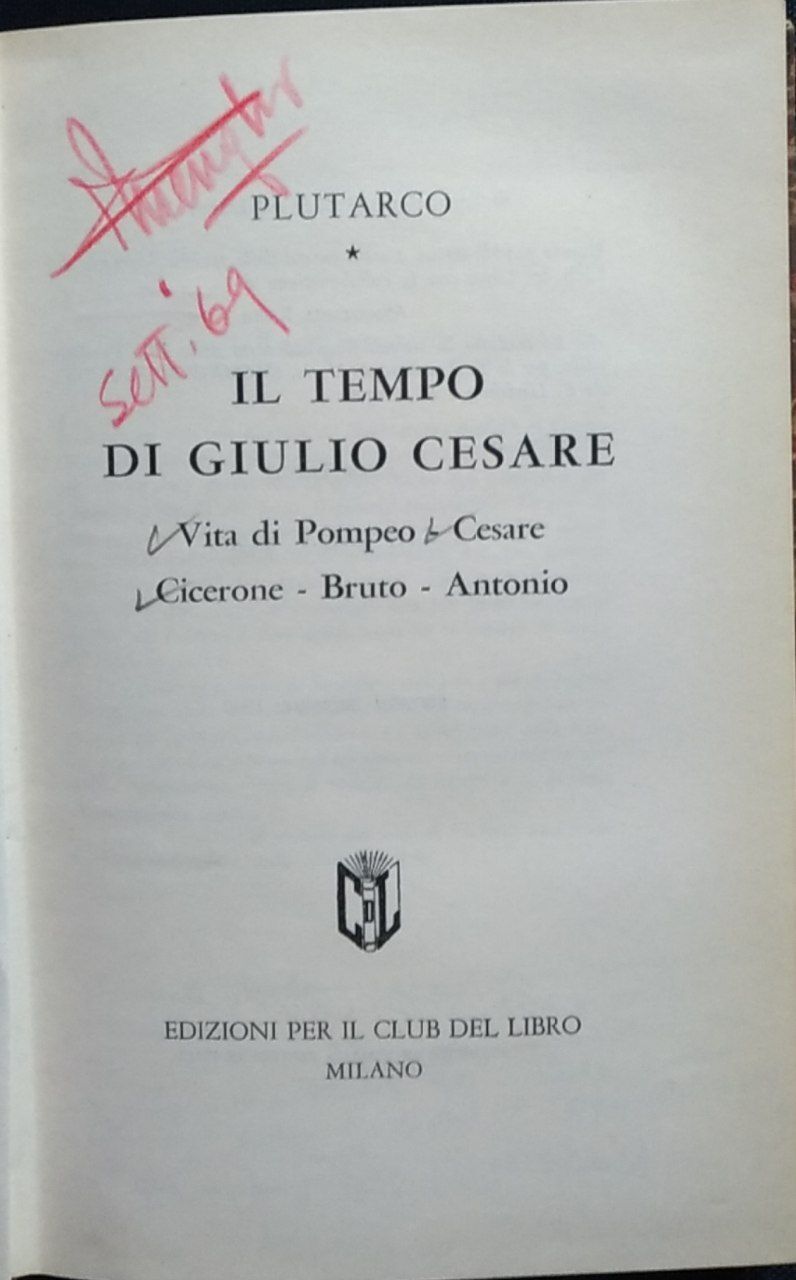 PLUTARCO
★
sett. 69
IL TEMPO
DI GIULIO CESARE
Vita di Pompeo - Cesare
Cicerone - Bruto - Antonio
CDL
EDIZIONI PER IL CLUB DEL LIBRO
MILANO